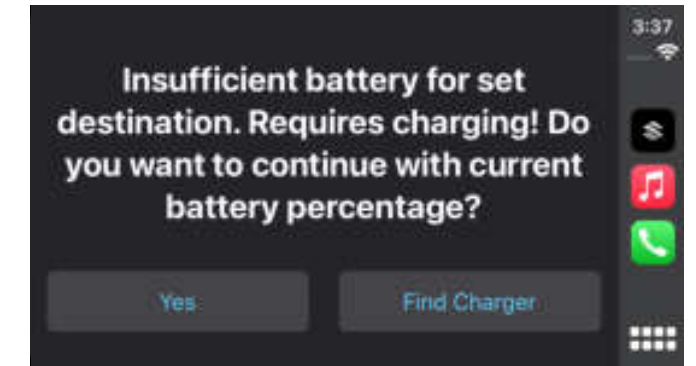 Insufficient battery for set
destination. Requires charging! Do
you want to continue with current
battery percentage?
Yes
Find Charger
3:37